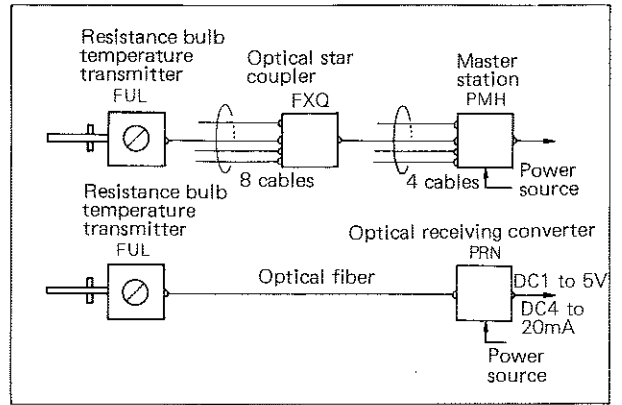 Resistance bulb
temperature
transmitter
FUL
Optical star
coupler
FXQ
Master
station
PMH
8 cables
4 cables
Power
source
Resistance bulb
temperature
transmitter
FUL
Optical fiber
Optical receiving converter
PRN
DC1 to 5V
DC4 to
20mA
Power
source